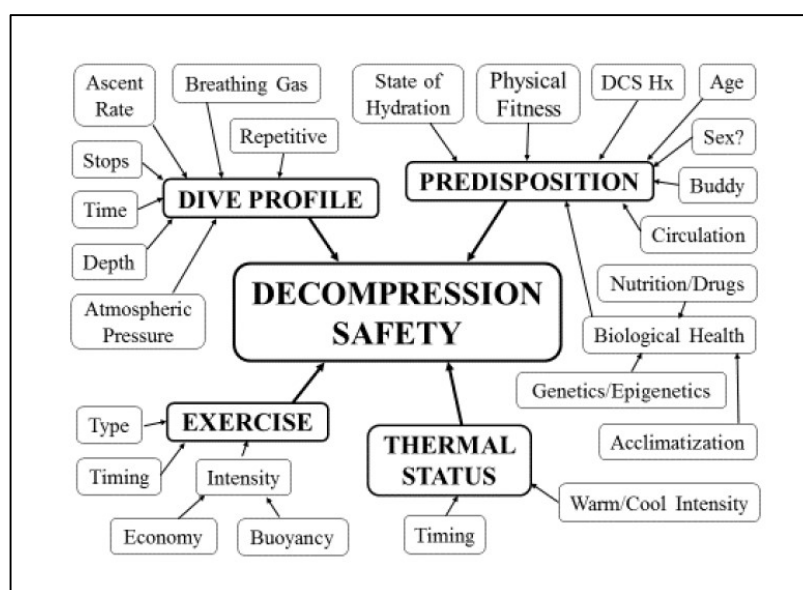 Ascent
Rate
Breathing Gas
Repetitive
Stops
Time
Depth
Atmospheric
Pressure
DIVE PROFILE
State of
Hydration
Physical
Fitness
DCS Hx
Age
Sex?
Buddy
Circulation
PREDISPOSITION
DECOMPRESSION
SAFETY
Nutrition/Drugs
Biological Health
Genetics/Epigenetics
Acclimatization
Type
EXERCISE
Timing
Intensity
Economy
Buoyancy
THERMAL
STATUS
Warm/Cool Intensity
Timing